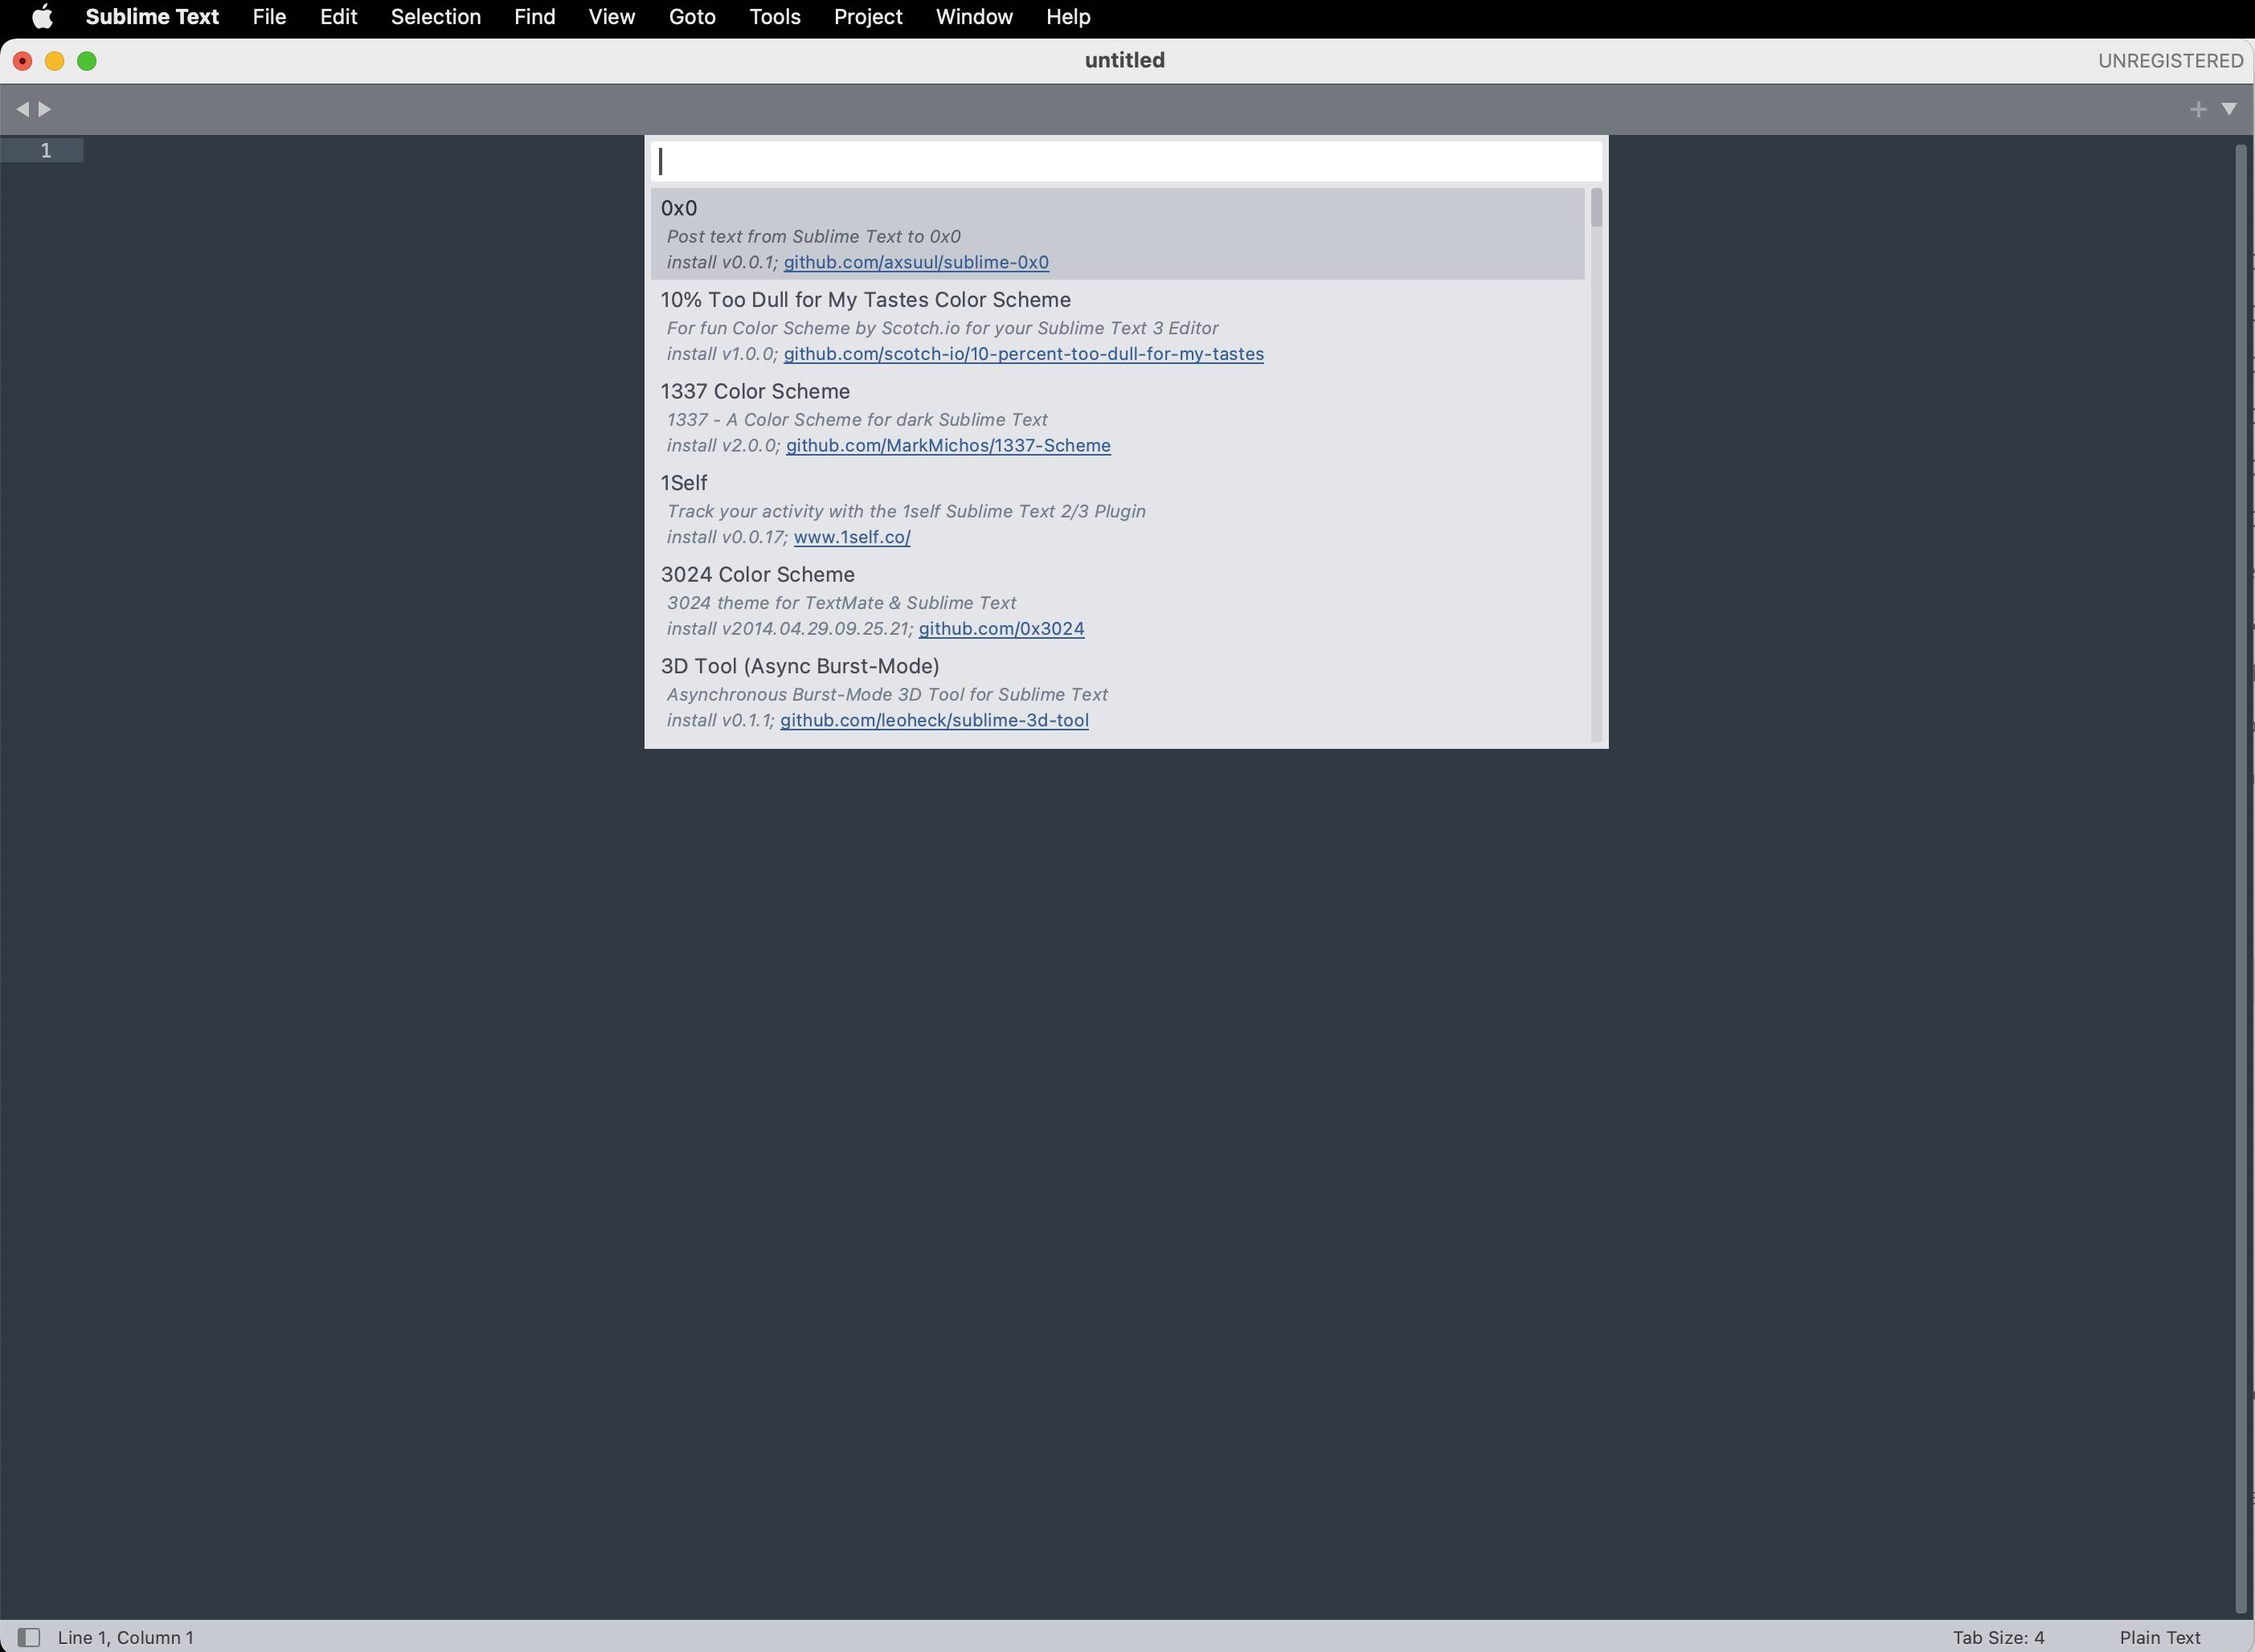 Sublime Text File Edit Selection Find View Goto Tools Project Window Help
untitled
UNREGISTERED
1
0x0
Post text from Sublime Text to 0x0
install v0.0.1; github.com/axsuul/sublime-0x0
10% Too Dull for My Tastes Color Scheme
For fun Color Scheme by Scotch.io for your Sublime Text 3 Editor
install v1.0.0; github.com/scotch-io/10-percent-too-dull-for-my-tastes
1337 Color Scheme
1337 - A Color Scheme for dark Sublime Text
install v2.0.0; github.com/MarkMichos/1337-Scheme
1Self
Track your activity with the 1self Sublime Text 2/3 Plugin
install v0.0.17; www.1self.co/
3024 Color Scheme
3024 theme for TextMate & Sublime Text
install v2014.04.29.09.25.21; github.com/0x3024
3D Tool (Async Burst-Mode)
Asynchronous Burst-Mode 3D Tool for Sublime Text
install v0.1.1; github.com/leoheck/sublime-3d-tool
Line 1, Column 1
Tab Size: 4
Plain Text